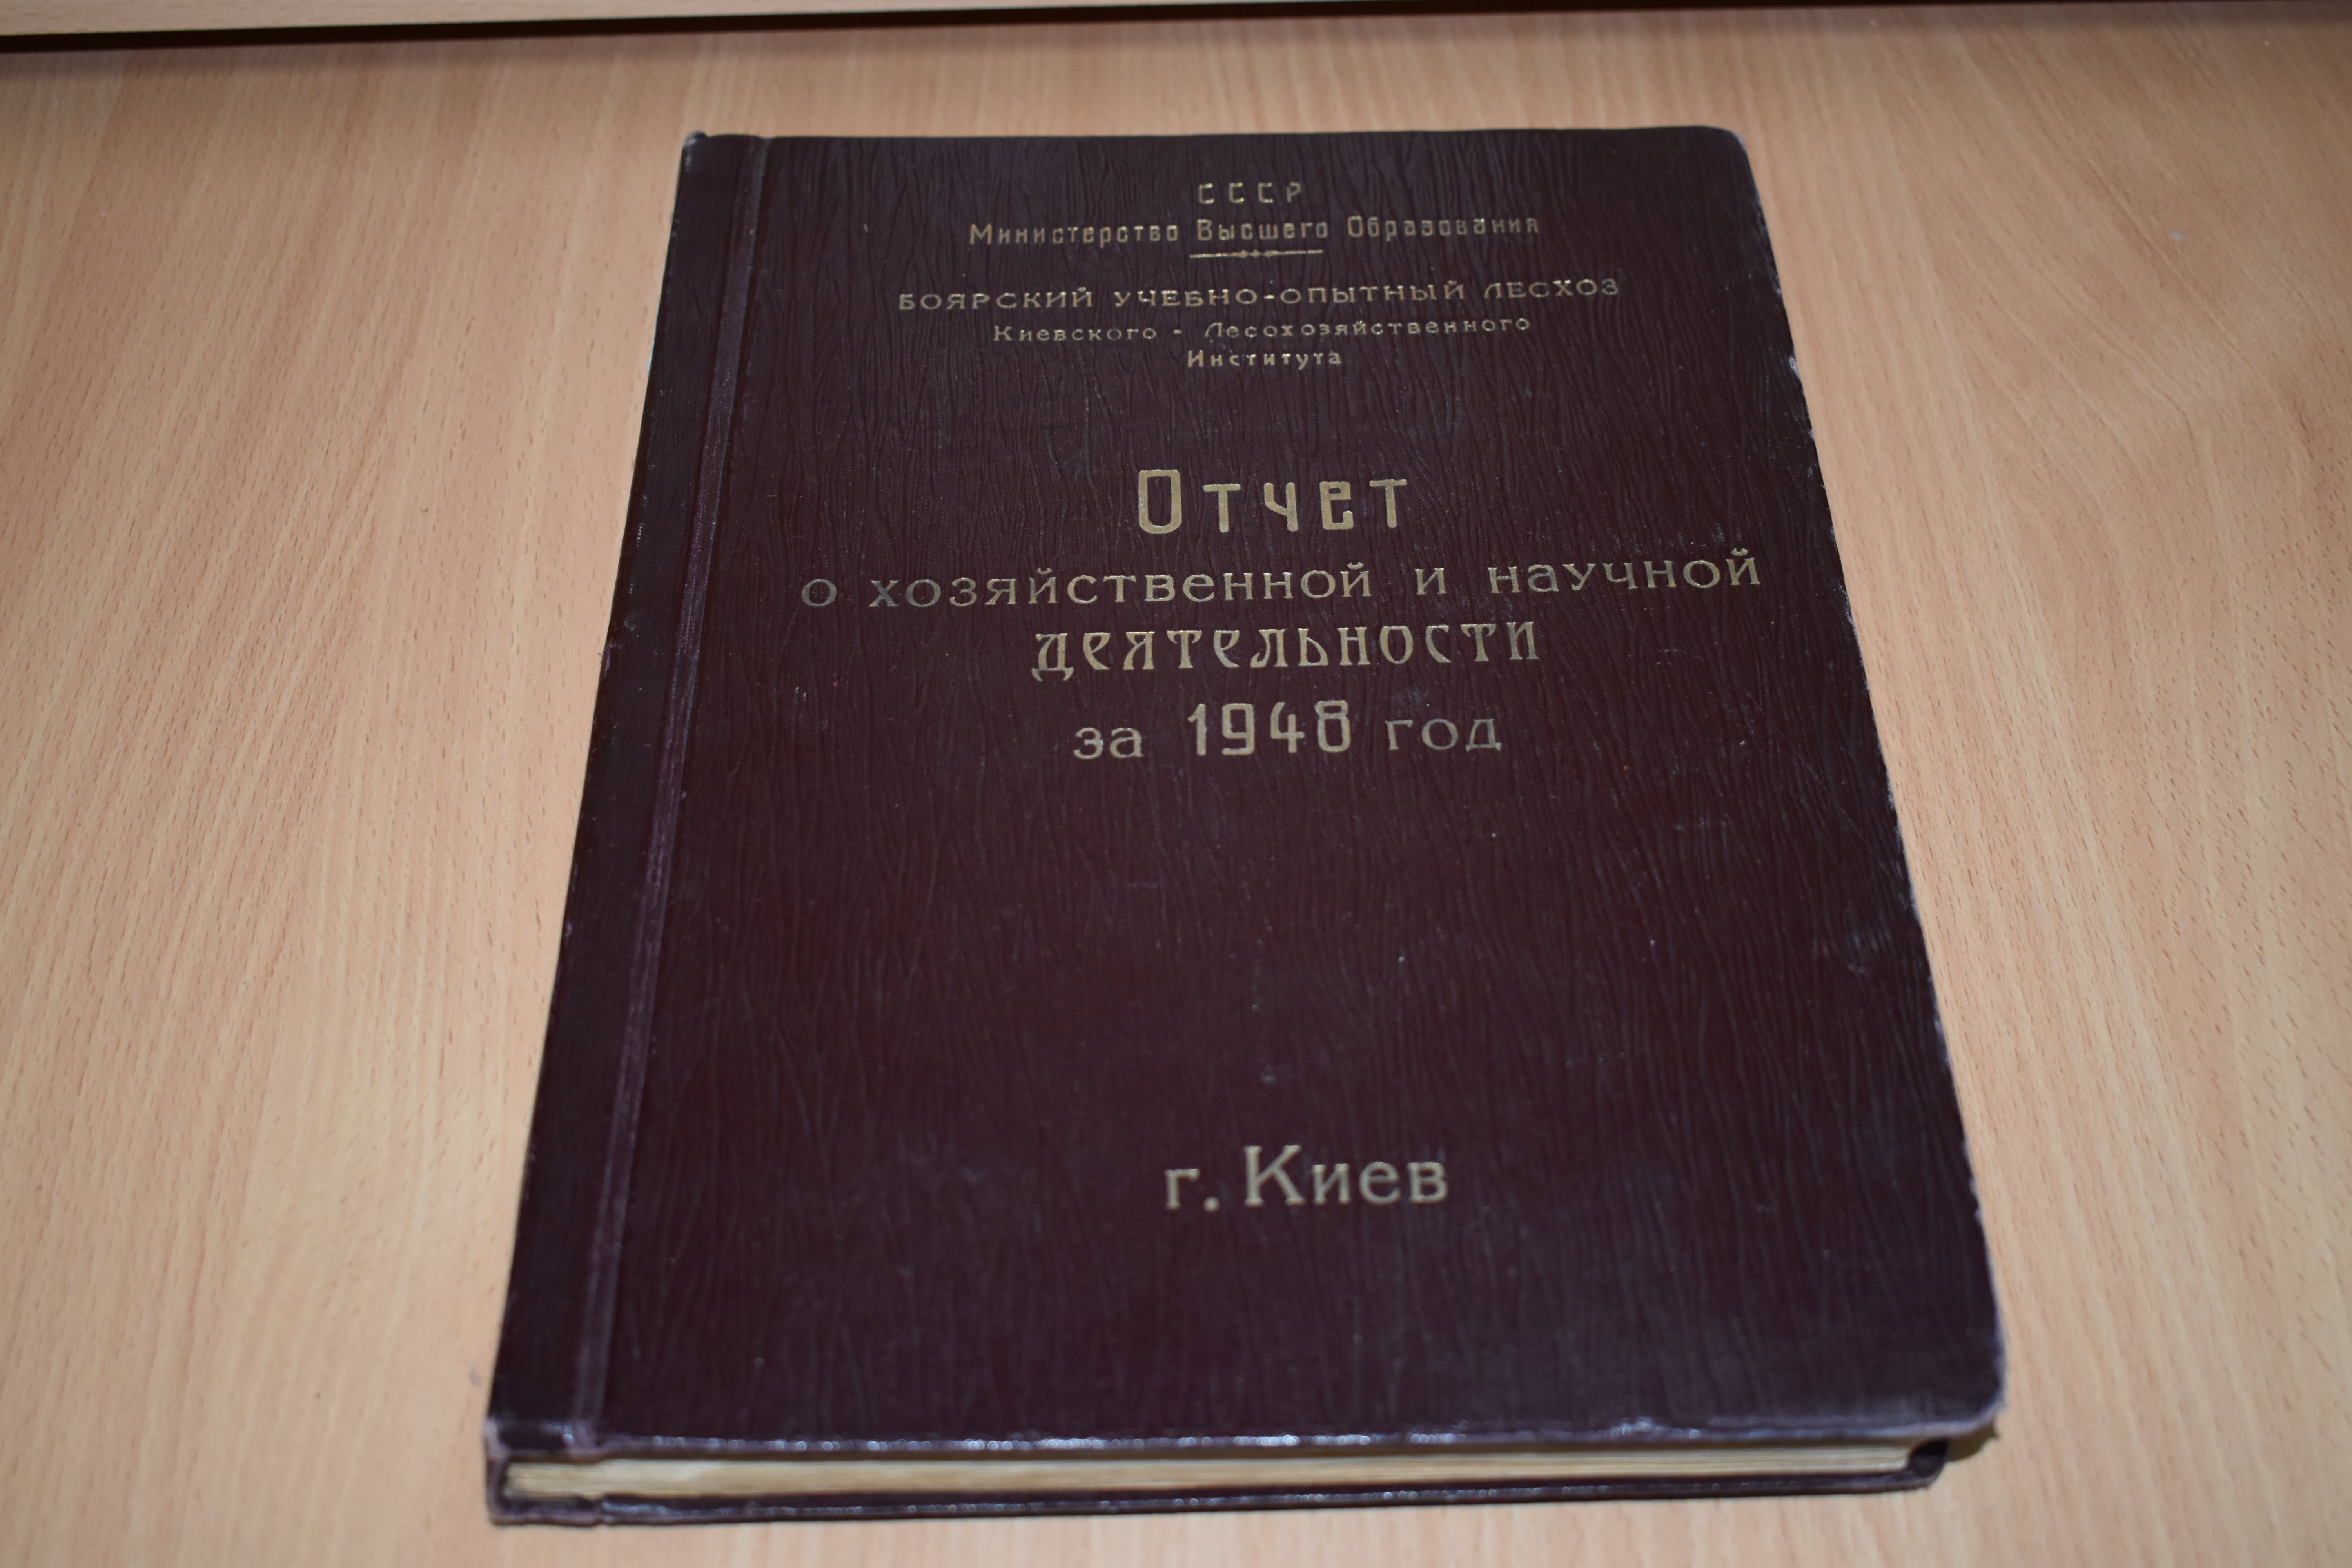 СССР
Министерство Высшего Образования
БОЯРСКИЙ УЧЕБНО-ОПЫТНЫЙ ЛЕСХОЗ
Киевского - Лесохозяйственного
Института
Отчет
о хозяйственной и научной
деятельности
за 1948 год
г. Киев